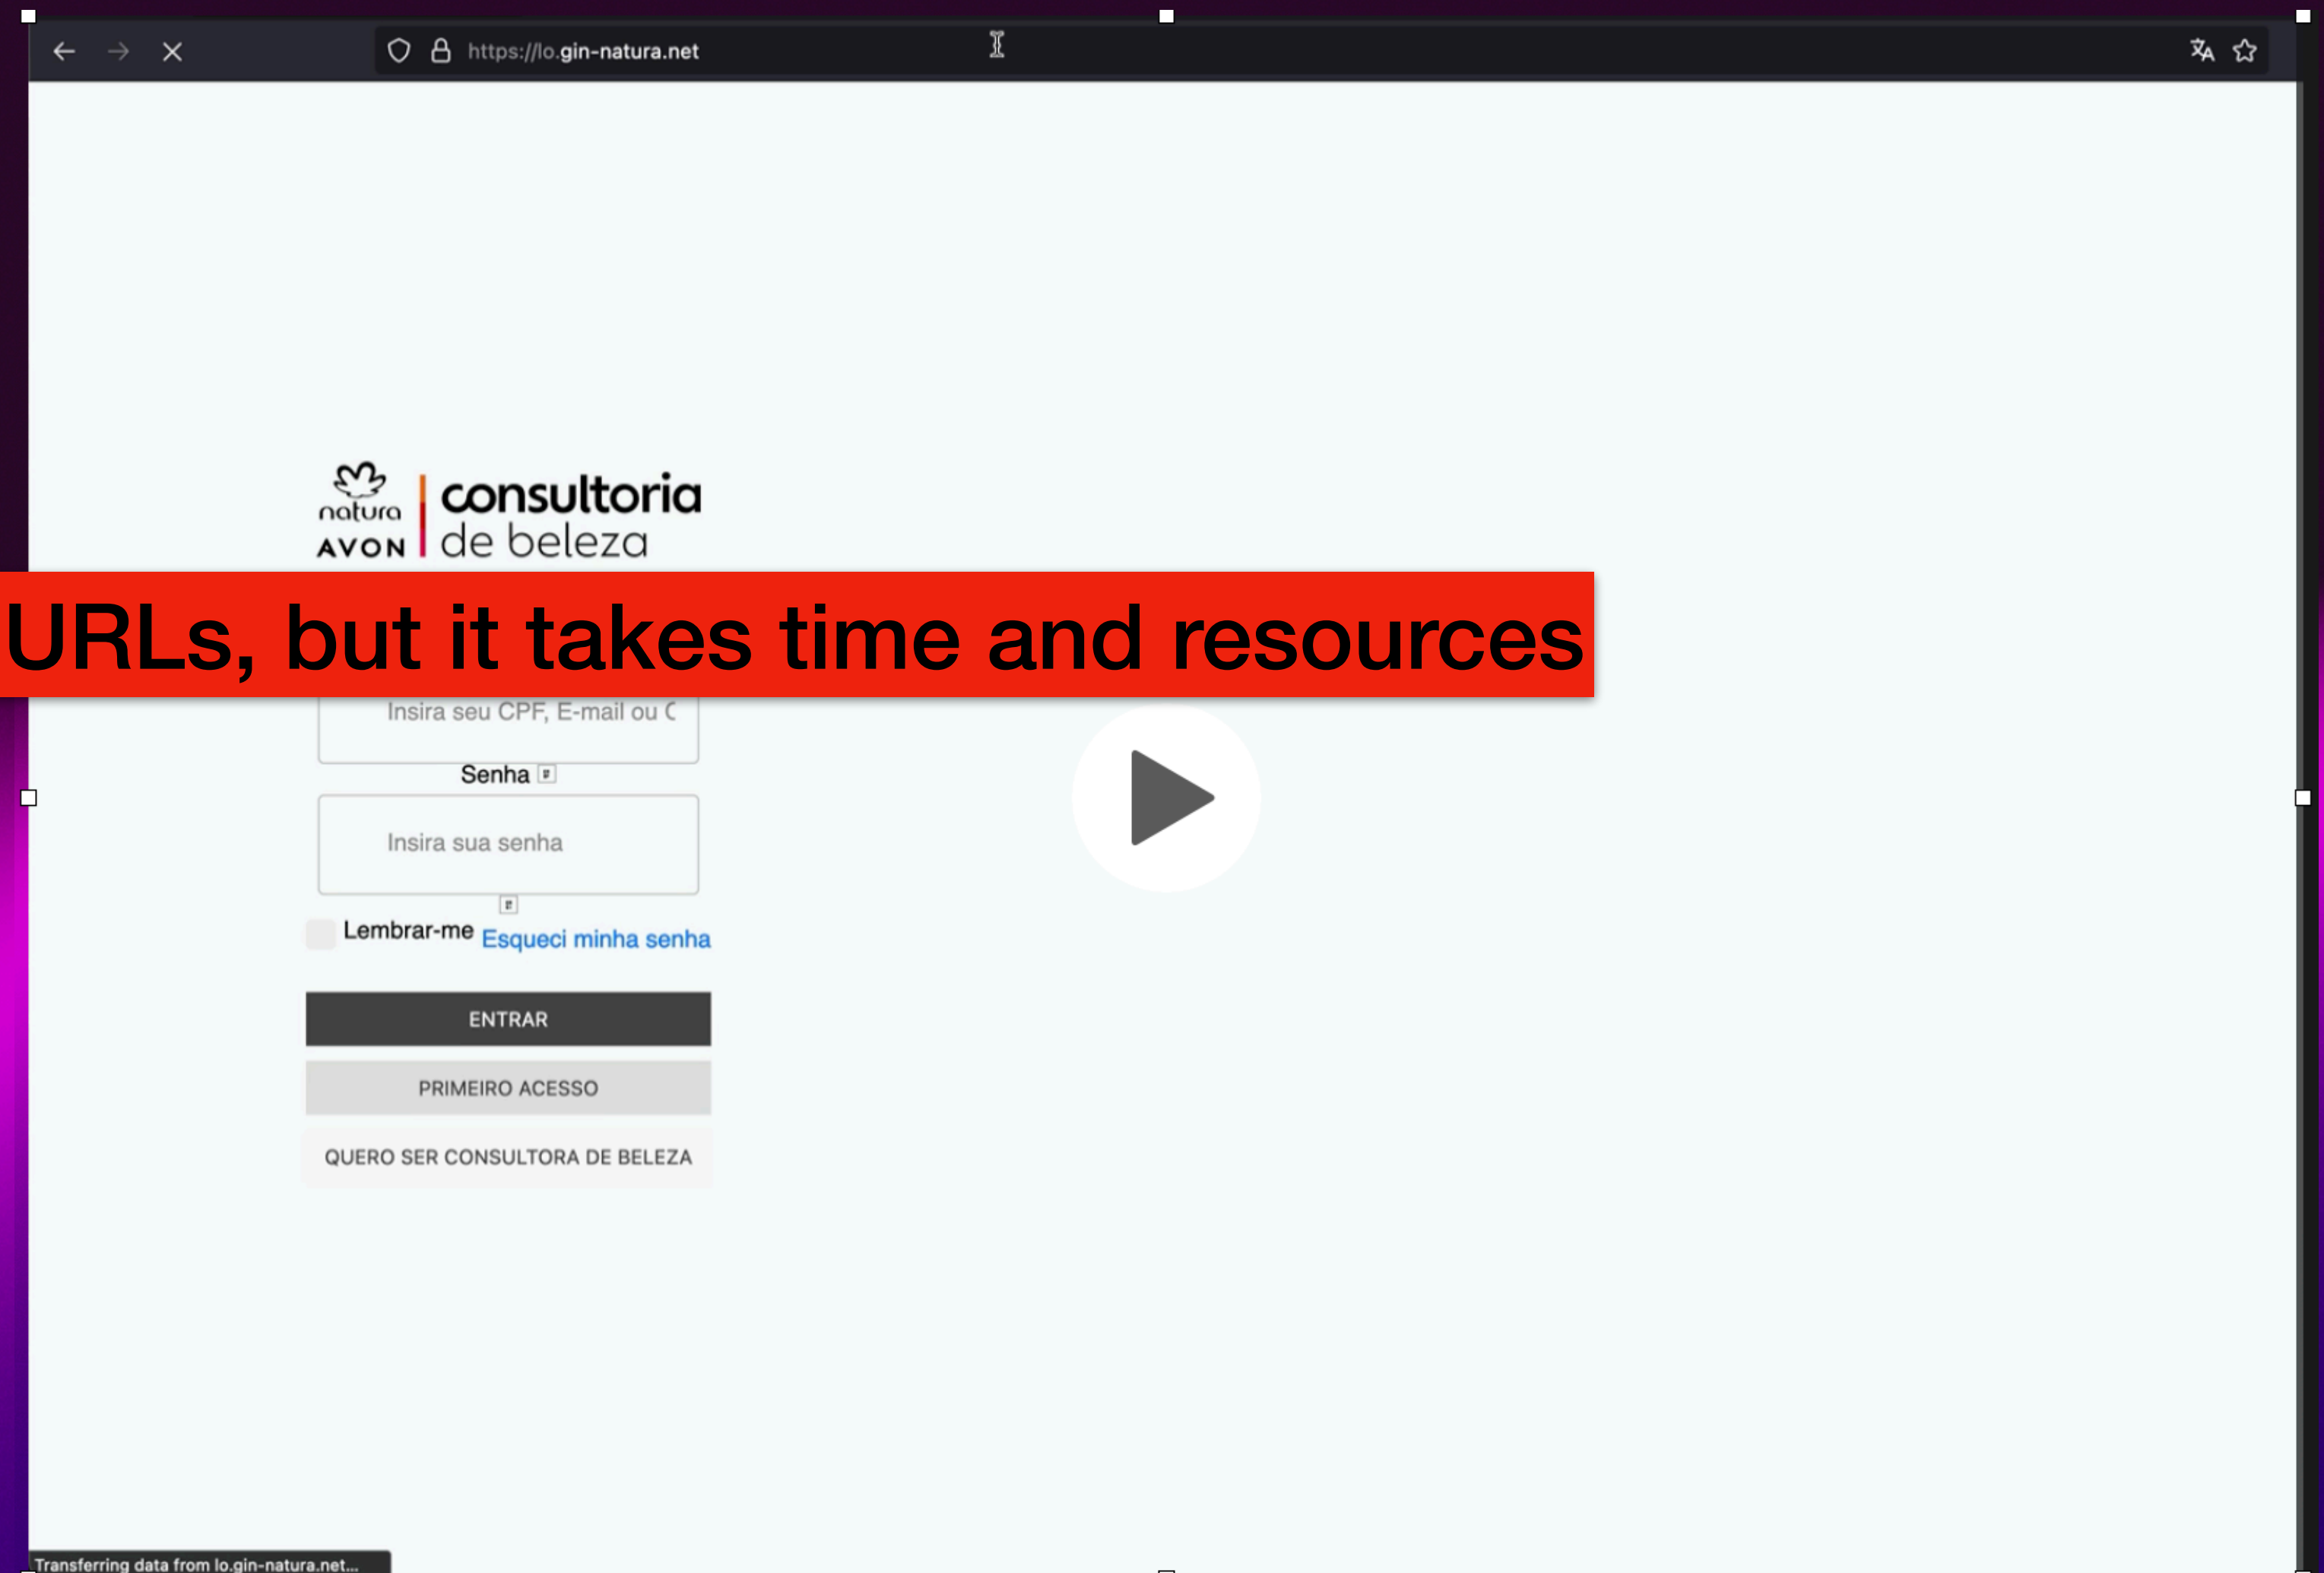 https://lo.gin-natura.net
natura
AVON
consultoria
de beleza
URLs, but it takes time and resources
Insira seu CPF, E-mail ou C
Senha
Insira sua senha
Lembrar-me
Esqueci minha senha
ENTRAR
PRIMEIRO ACESSO
QUERO SER CONSULTORA DE BELEZA
Transferring data from lo.gin-natura.net...